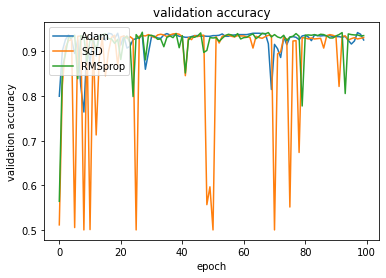 validation accuracy
Adam
SGD
RMSprop
validation accuracy
0.9
0.8
0.7
0.6
0.5
0 20 40 60 80 100
epoch